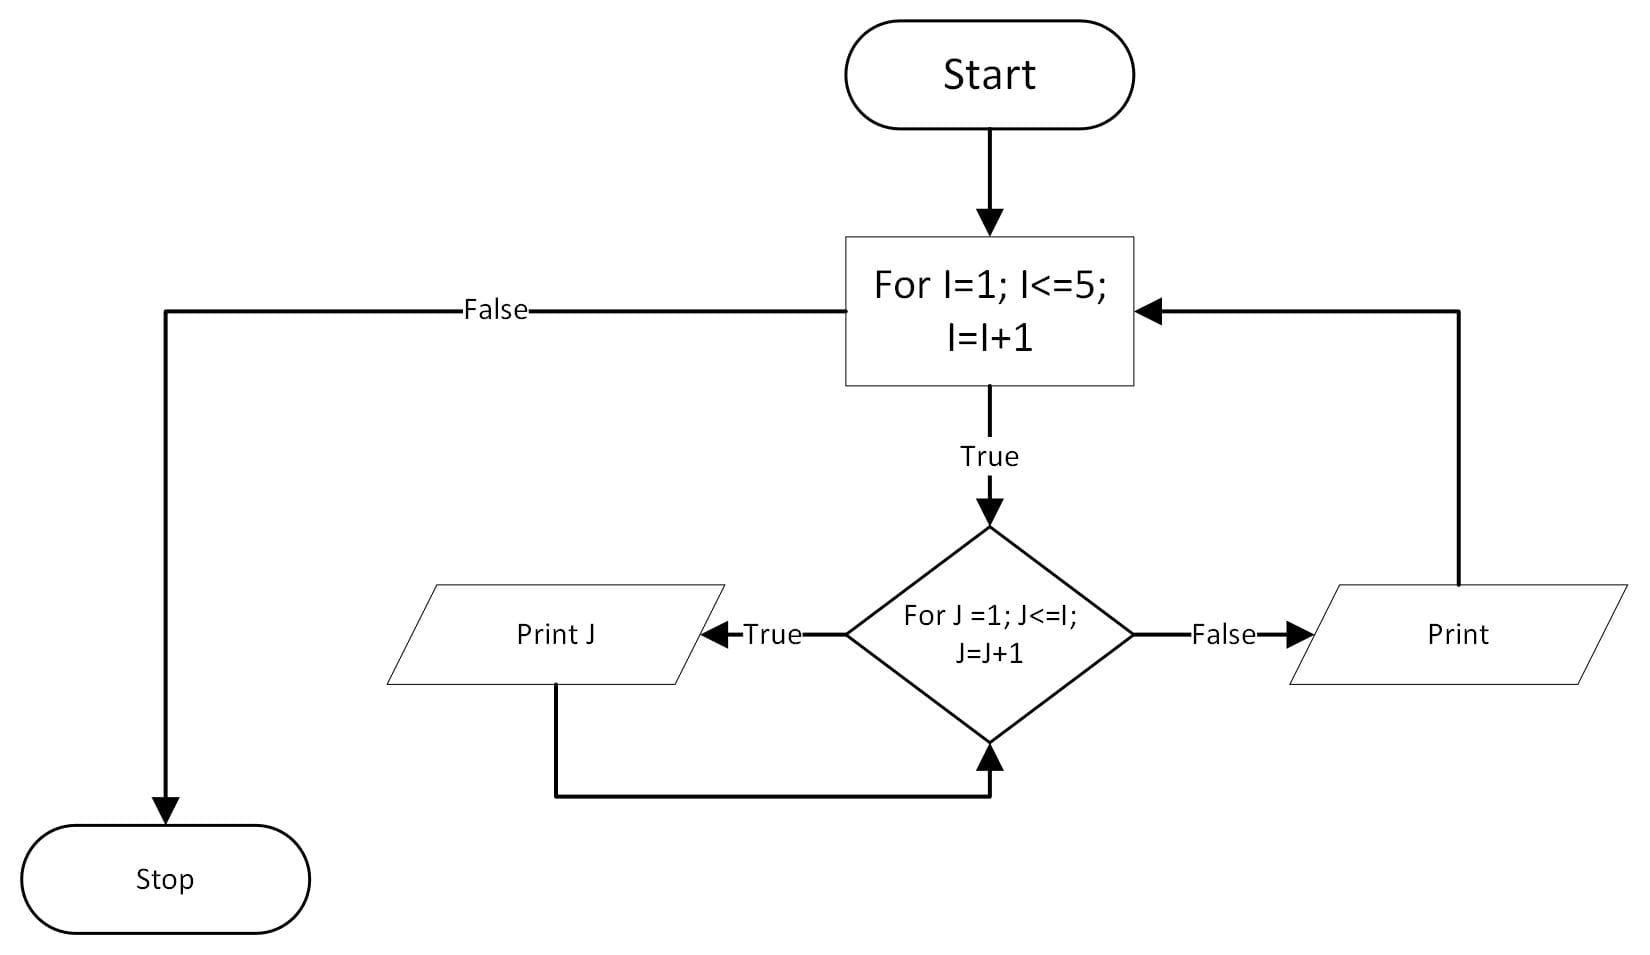 Start
For I=1; I<=5;
I=I+1
False
True
For J =1; J<=I;
J=J+1
True
Print J
False
Print
Stop